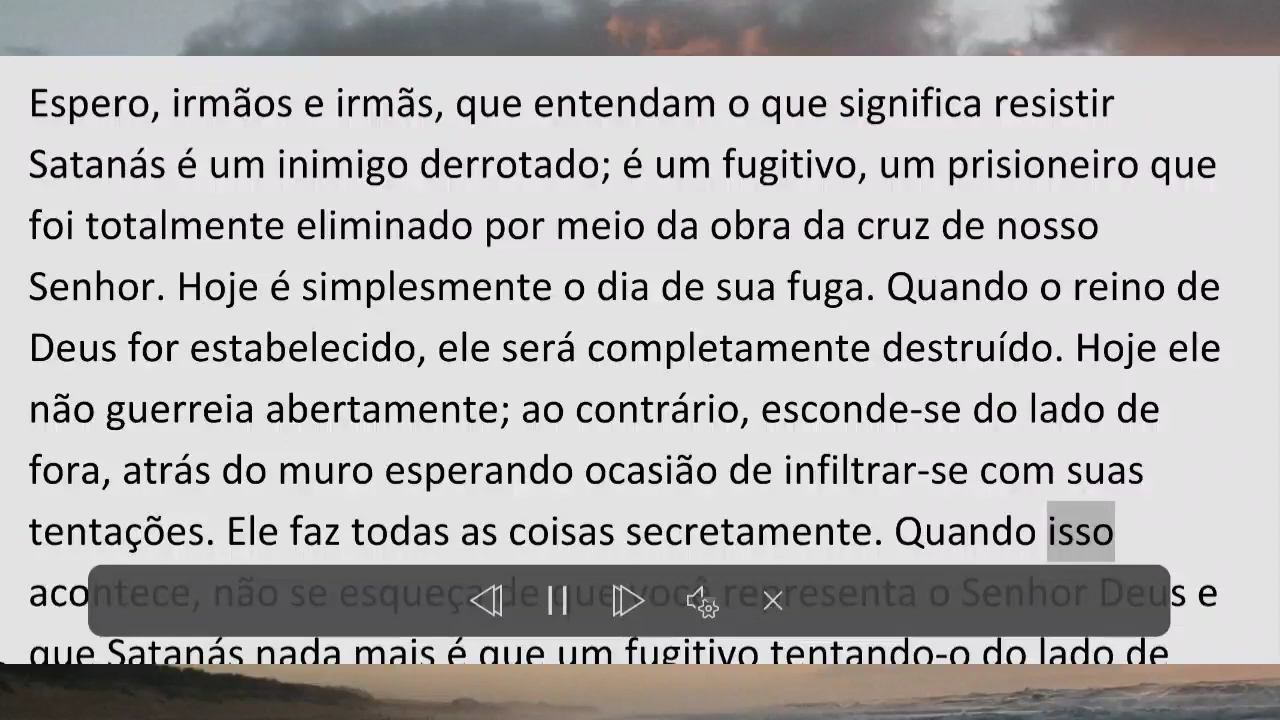 Espero, irmãos e irmãs, que entendam o que significa resistir
Satanás é um inimigo derrotado; é um fugitivo, um prisioneiro que
foi totalmente eliminado por meio da obra da cruz de nosso
Senhor. Hoje é simplesmente o dia de sua fuga. Quando o reino de
Deus for estabelecido, ele será completamente destruído. Hoje ele
não guerreia abertamente; ao contrário, esconde-se do lado de
fora, atrás do muro esperando ocasião de infiltrar-se com suas
tentações. Ele faz todas as coisas secretamente. Quando isso
acontece, não se esqueça de que você representa o Senhor Deus e
que Satanás nada mais é que um fugitivo tentando-o do lado de